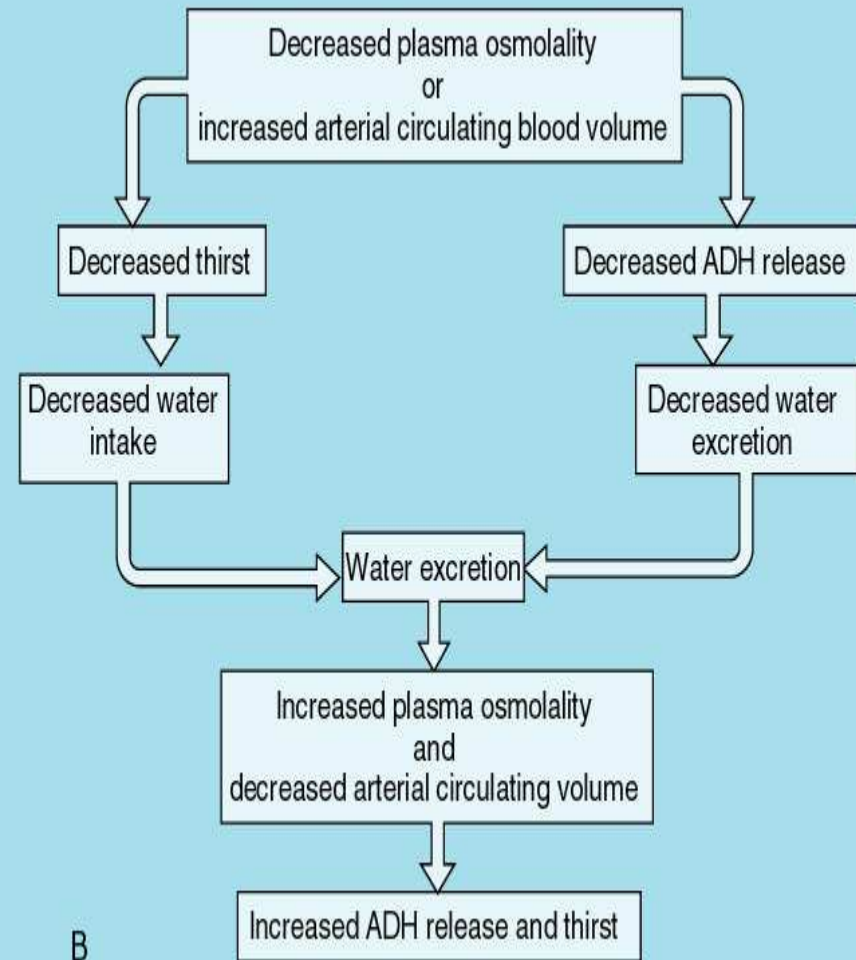 Decreased plasma osmolality
or
increased arterial circulating blood volume
Decreased thirst
Decreased ADH release
Decreased water
intake
Decreased water
excretion
Water excretion
Increased plasma osmolality
and
decreased arterial circulating volume
Increased ADH release and thirst
B